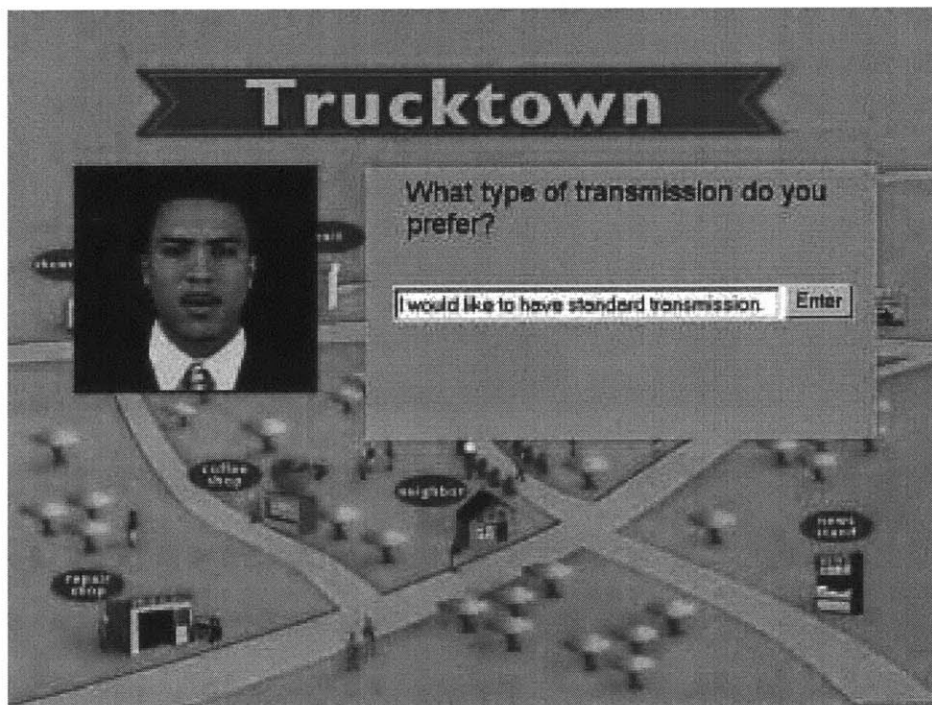 Trucktown
What type of transmission do you
prefer?
I would like to have standard transmission.
Enter
coffee
shop
neighbor
news
stand
repair
shop